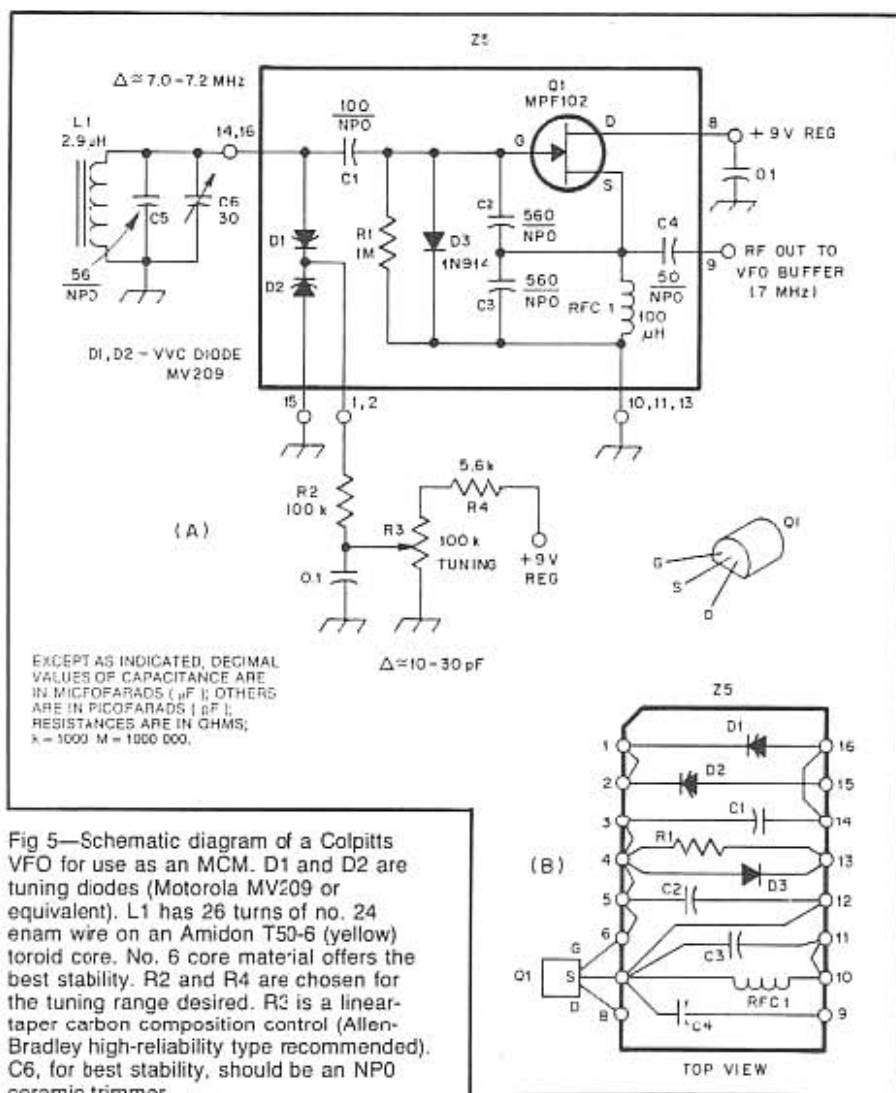 Z5
Δ ≈ 7.0-7.2 MHz
Q1
MPF102
L1
2.9μH
14,16
100
NPO
C1
G
D
S
8
+9V REG
0.1
C5
C6
30
56
NPO
D1
D2
R1
1M
D3
1N914
C2
560
NPO
C3
560
NPO
C4
50
NPO
9
RF OUT TO
VFO BUFFER
(7 MHz)
RFC 1
100
μH
D1, D2 - VVC DIODE
MV209
15
1,2
10,11,13
R2
100 k
5.6k
R4
(A)
R3
100 k
TUNING
+9V
REG
0.1
Δ≈10-30 pF
Q1
G
S
D
EXCEPT AS INDICATED, DECIMAL
VALUES OF CAPACITANCE ARE
IN MICROFARADS ( μF ); OTHERS
ARE IN PICOFARADS ( pF );
RESISTANCES ARE IN OHMS;
k = 1000 M = 1000 000.
Z5
1
D1
16
2
D2
15
3
C1
14
(B)
4
R1
13
D3
5
C2
12
6
11
C3
Q1
G
S
D
RFC 1
10
8
C4
9
TOP VIEW
Fig 5—Schematic diagram of a Colpitts
VFO for use as an MCM. D1 and D2 are
tuning diodes (Motorola MV209 or
equivalent). L1 has 26 turns of no. 24
enam wire on an Amidon T50-6 (yellow)
toroid core. No. 6 core material offers the
best stability. R2 and R4 are chosen for
the tuning range desired. R3 is a linear-
taper carbon composition control (Allen-
Bradley high-reliability type recommended).
C6, for best stability, should be an NP0
ceramic trimmer.